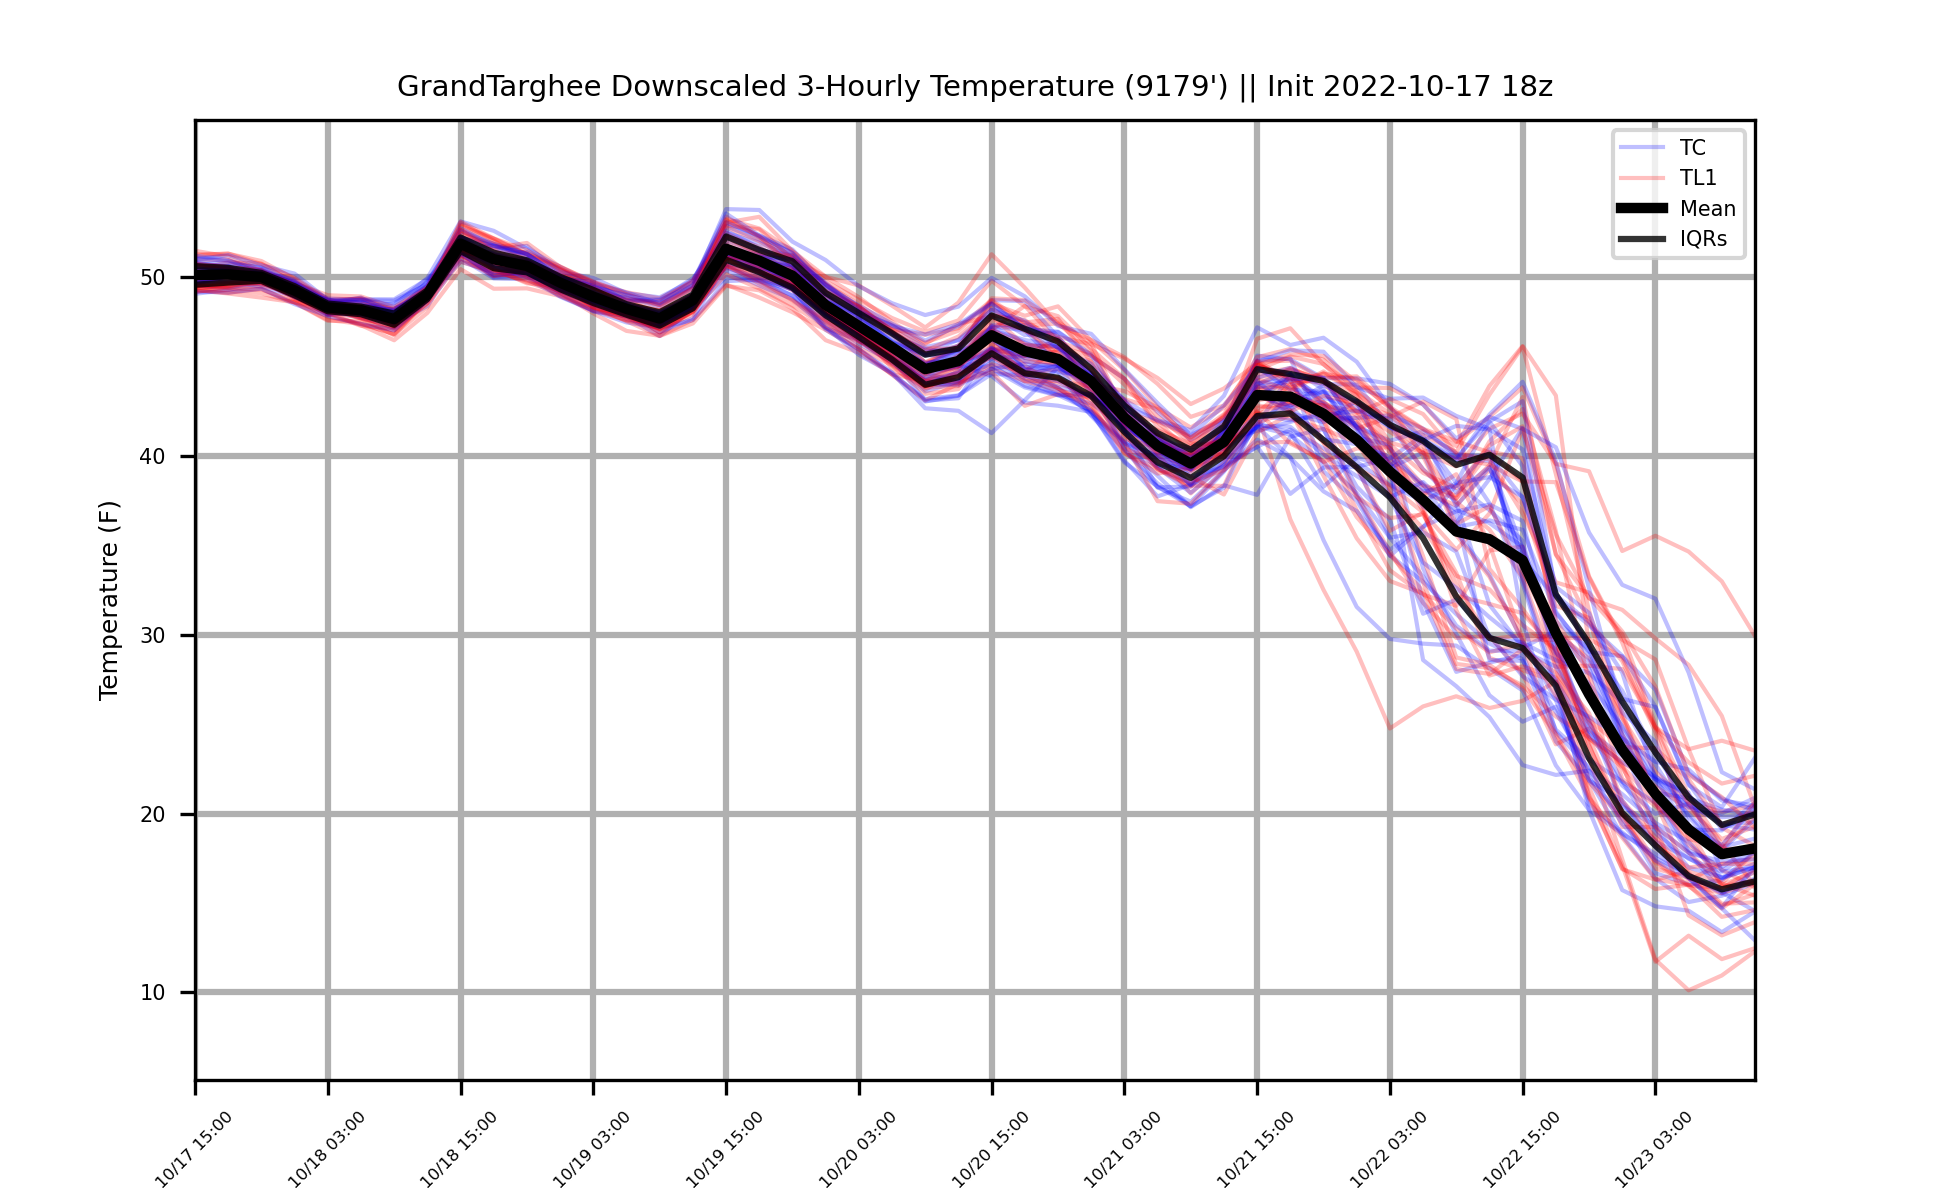 GrandTarghee Downscaled 3-Hourly Temperature (9179') || Init 2022-10-17 18z
TC
TL1
Mean
IQRs
Temperature (F)
50
40
30
20
10
10/17 15:00
10/18 03:00
10/18 15:00
10/19 03:00
10/19 15:00
10/20 03:00
10/20 15:00
10/21 03:00
10/21 15:00
10/22 03:00
10/22 15:00
10/23 03:00